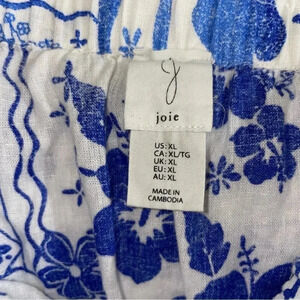 joie
US: XL
CA: XL/TG
UK: XL
EU: XL
AU: XL
MADE IN
CAMBODIA